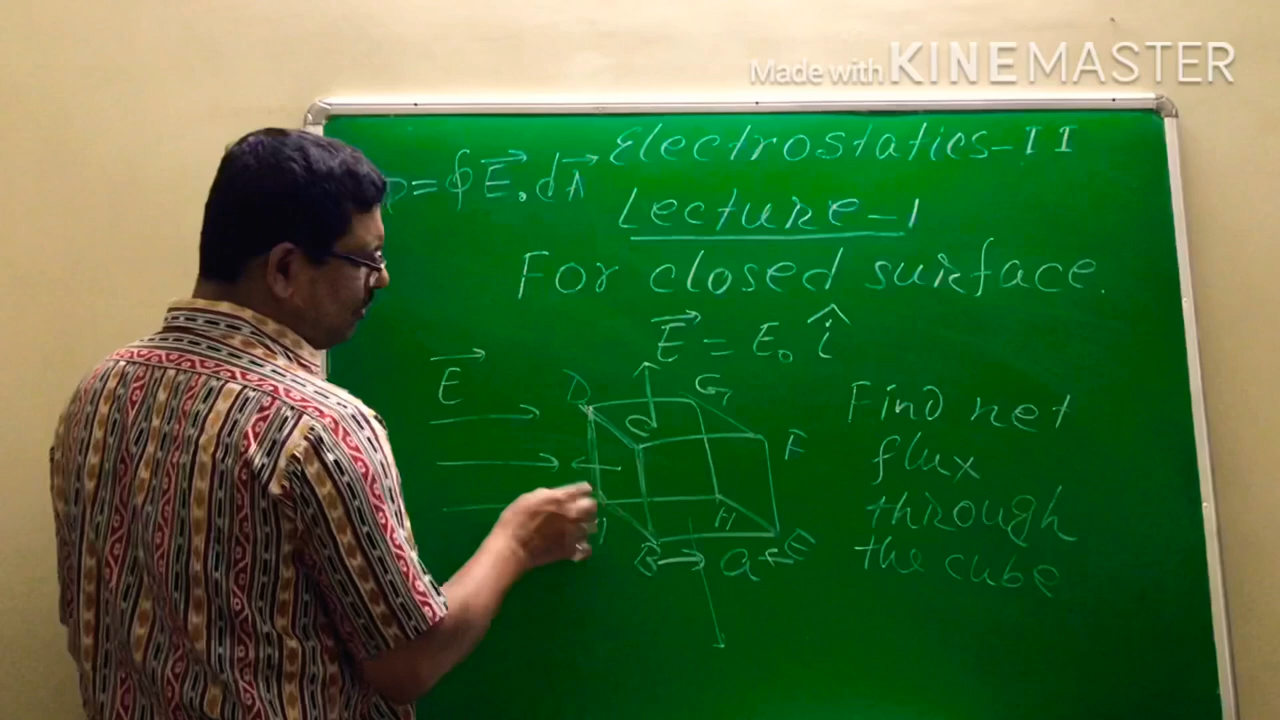 Made with KINEMASTER
Electrostatics-II
= ∮ E⃗. dA⃗
Lecture-1
For closed surface.
E⃗ = E₀ î
E⃗
D
G
C
F
Find net
flux
through
the cube
H
B
a
E